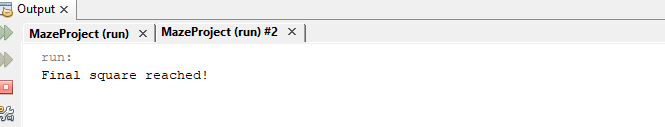 Output
MazeProject (run) MazeProject (run) #2
run:
Final square reached!